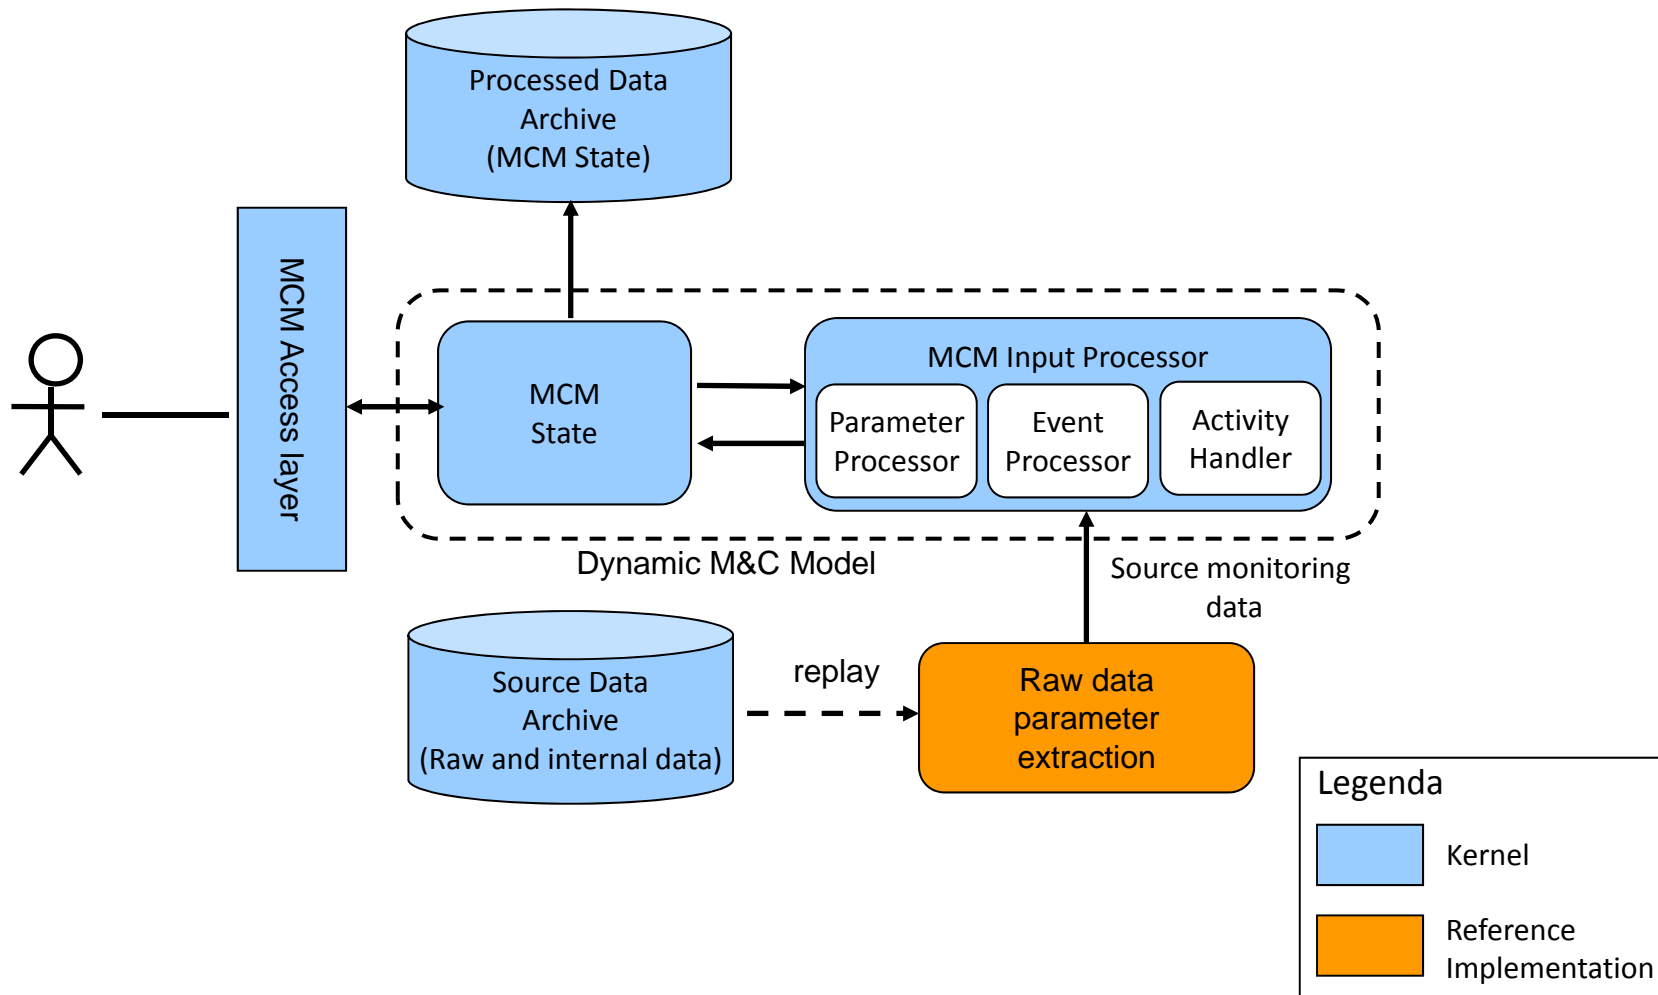 Processed Data
Archive
(MCM State)
MCM Access layer
MCM
State
MCM Input Processor
Parameter
Processor
Event
Processor
Activity
Handler
Dynamic M&C Model
Source monitoring
data
Source Data
Archive
(Raw and internal data)
replay
Raw data
parameter
extraction
Legenda
Kernel
Reference
Implementation